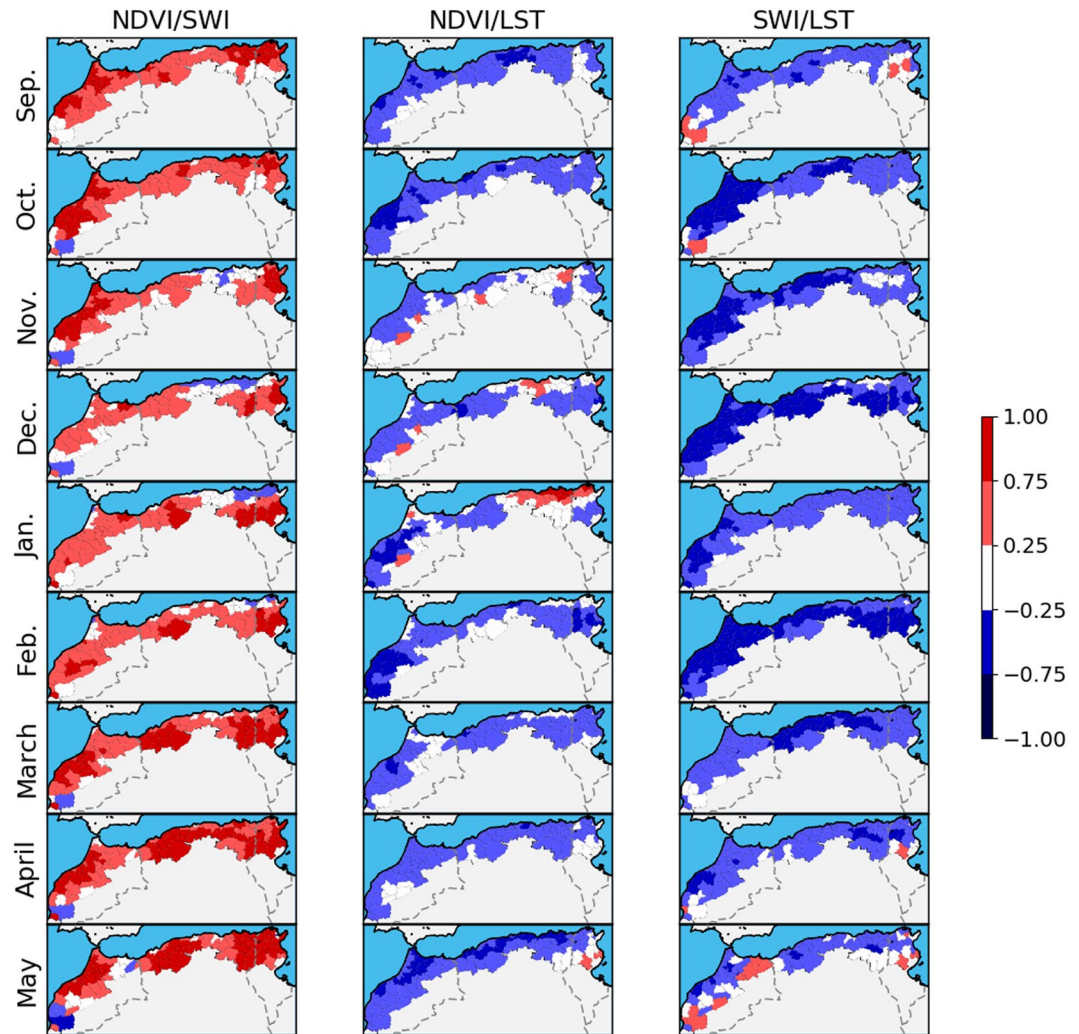 NDVI/SWI
NDVI/LST
SWI/LST
Sep.
Oct.
Nov.
Dec.
Jan.
Feb.
March
April
May
1.00
0.75
0.25
−0.25
−0.75
−1.00